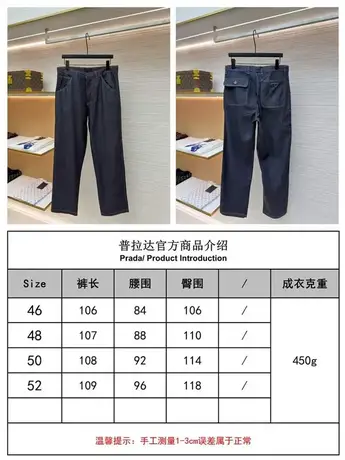 普拉达官方商品介绍
Prada/ Product Introduction
Size 裤长 腰围 臀围 / 成衣克重
46 106 84 106 /
48 107 88 110 /
50 108 92 114 / 450g
52 109 96 118 /
/
温馨提示：手工测量1-3cm误差属于正常